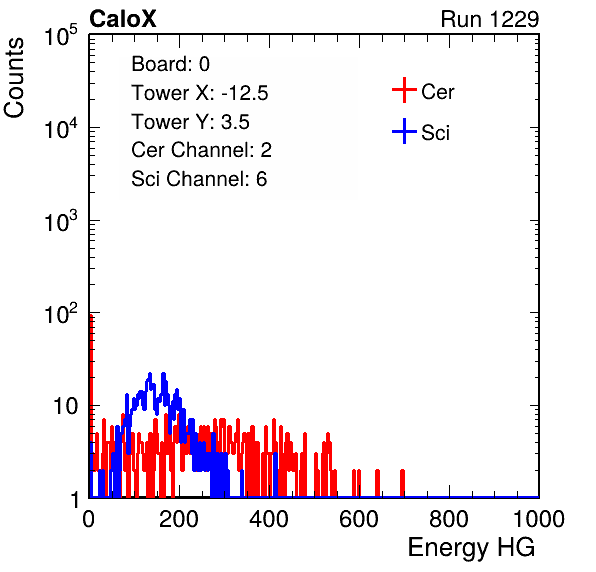 CaloX Run 1229
Counts
10^5
10^4
10^3
10^2
10
1
Board: 0
Tower X: -12.5
Tower Y: 3.5
Cer Channel: 2
Sci Channel: 6
Cer
Sci
0 200 400 600 800 1000
Energy HG